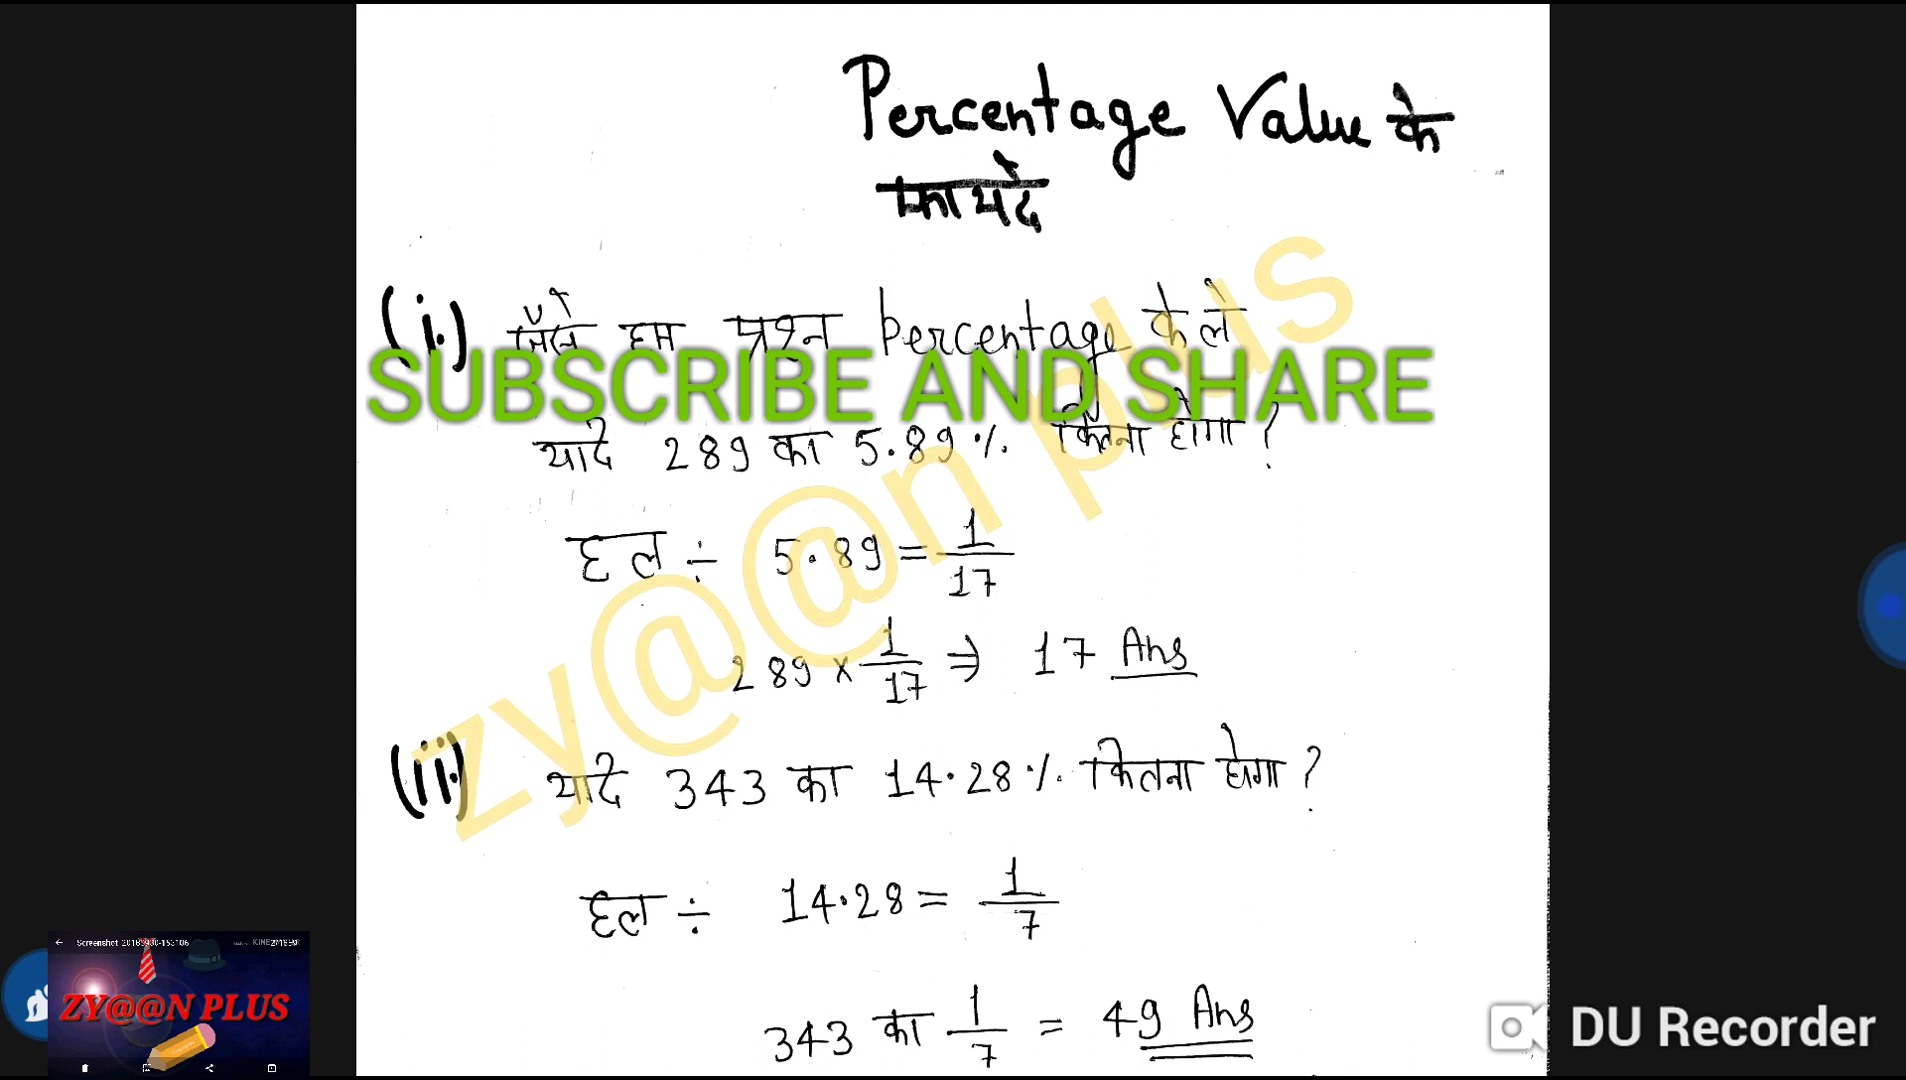 Percentage Value के
फायदे
(i.) जैसे हम प्रश्न percentage के ले
SUBSCRIBE AND SHARE
यदि 289 का 5.89 % कितना होगा ?
हल ÷ 5.89 = 1/17
289 x 1/17 ⇒ 17 Ans
(ii.) यदि 343 का 14.28 % कितना होगा ?
हल ÷ 14.28 = 1/7
343 का 1/7 = 49 Ans
zy@@n plus
ZY@@N PLUS
DU Recorder